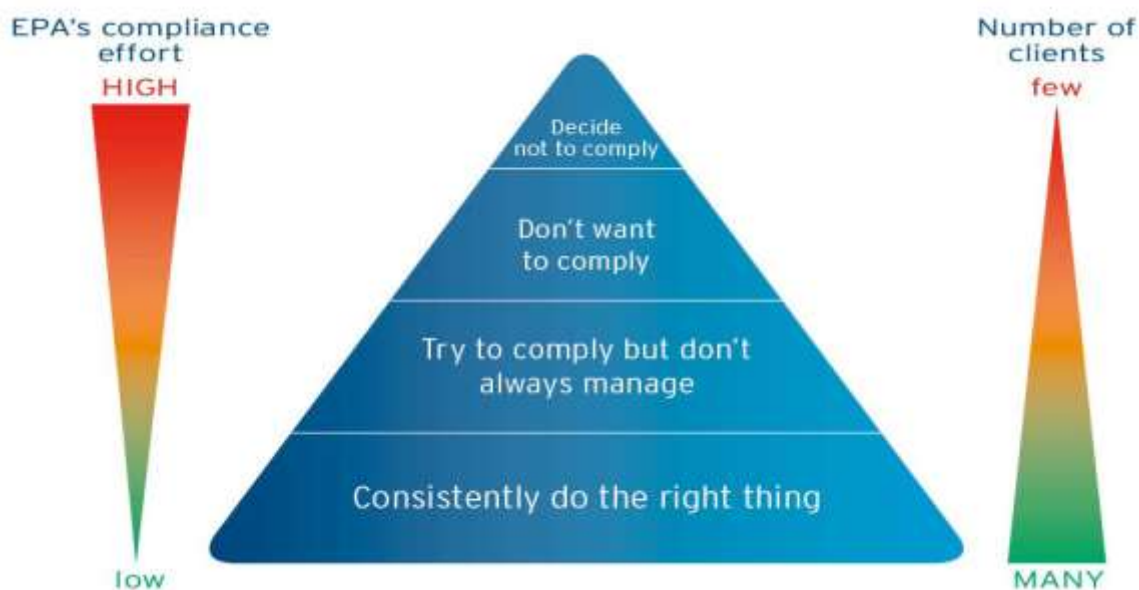 EPA's compliance
effort
HIGH
Number of
clients
few
Decide
not to comply
Don't want
to comply
Try to comply but don't
always manage
Consistently do the right thing
low
MANY